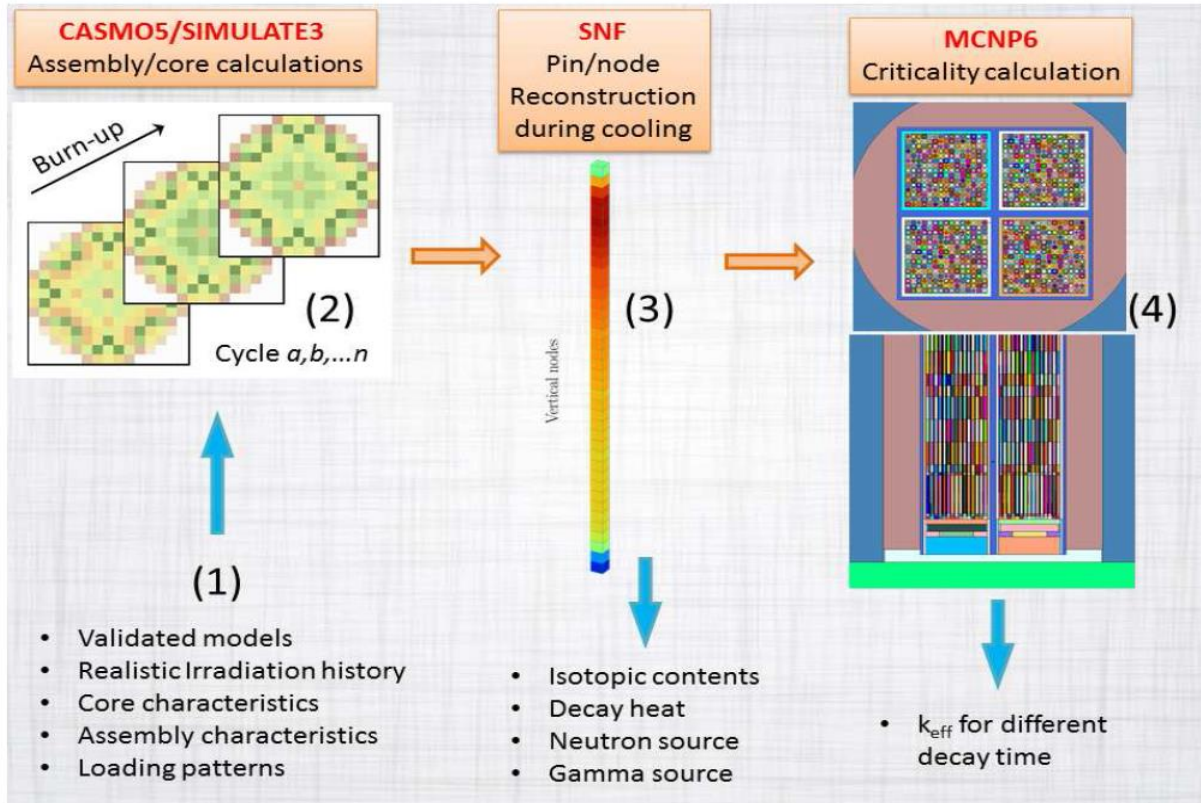 CASMO5/SIMULATE3
Assembly/core calculations
Burn-up
(2)
Cycle a,b,...n
(1)
• Validated models
• Realistic Irradiation history
• Core characteristics
• Assembly characteristics
• Loading patterns
SNF
Pin/node
Reconstruction
during cooling
Vertical nodes
(3)
• Isotopic contents
• Decay heat
• Neutron source
• Gamma source
MCNP6
Criticality calculation
(4)
• keff for different
decay time